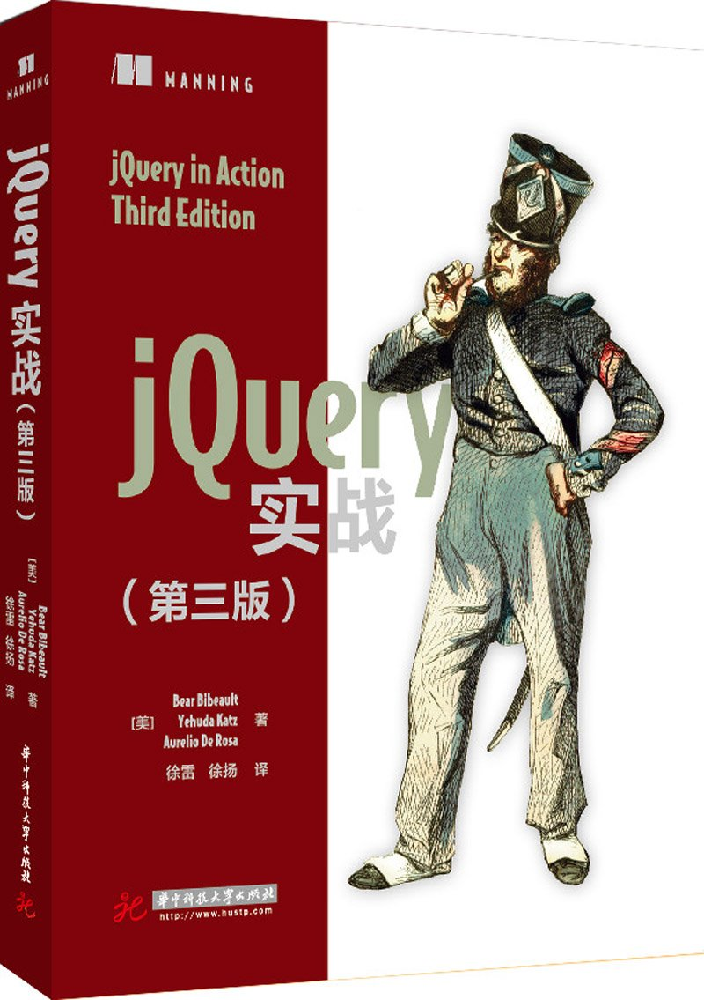 MANNING
jQuery 实战（第三版）
[美]
Bear Bibeault
Yehuda Katz
Aurelio De Rosa
著
徐雷 徐扬 译
华中科技大学出版社
MANNING
jQuery in Action
Third Edition
jQuery
实战
（第三版）
Bear Bibeault
[美] Yehuda Katz 著
Aurelio De Rosa
徐雷 徐扬 译
华中科技大学出版社
http://www.hustp.com